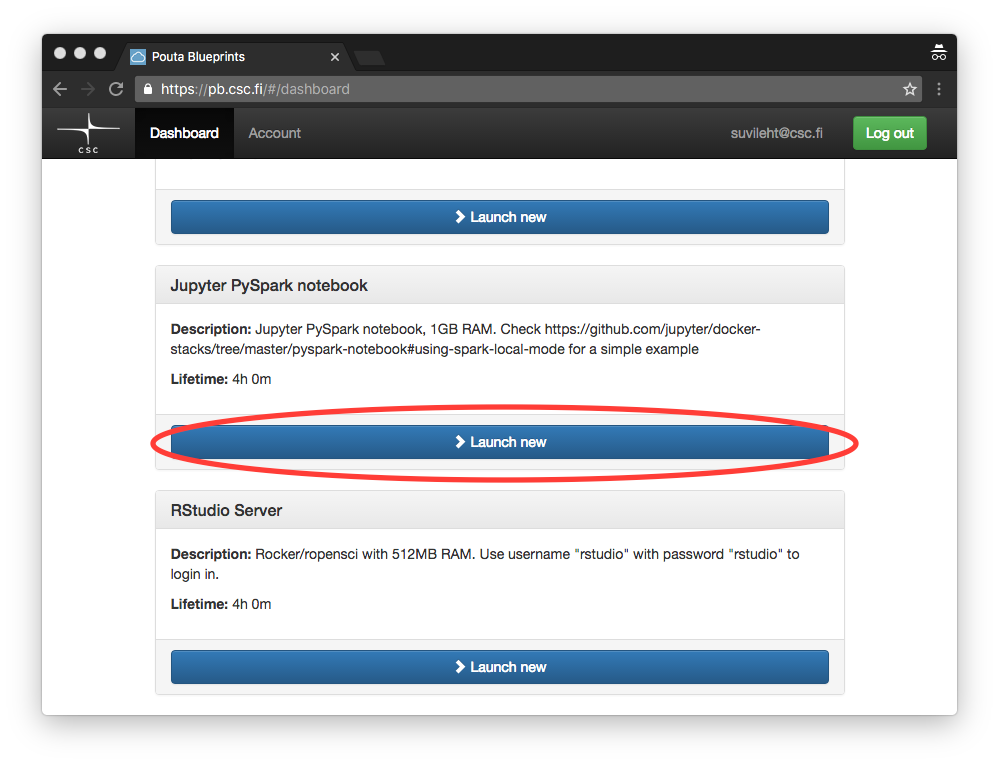 Pouta Blueprints
https://pb.csc.fi/#/dashboard
CSC
Dashboard
Account
suvileht@csc.fi
Log out
Launch new
Jupyter PySpark notebook
Description: Jupyter PySpark notebook, 1GB RAM. Check https://github.com/jupyter/docker-
stacks/tree/master/pyspark-notebook#using-spark-local-mode for a simple example
Lifetime: 4h 0m
Launch new
RStudio Server
Description: Rocker/ropensci with 512MB RAM. Use username "rstudio" with password "rstudio" to
login in.
Lifetime: 4h 0m
Launch new